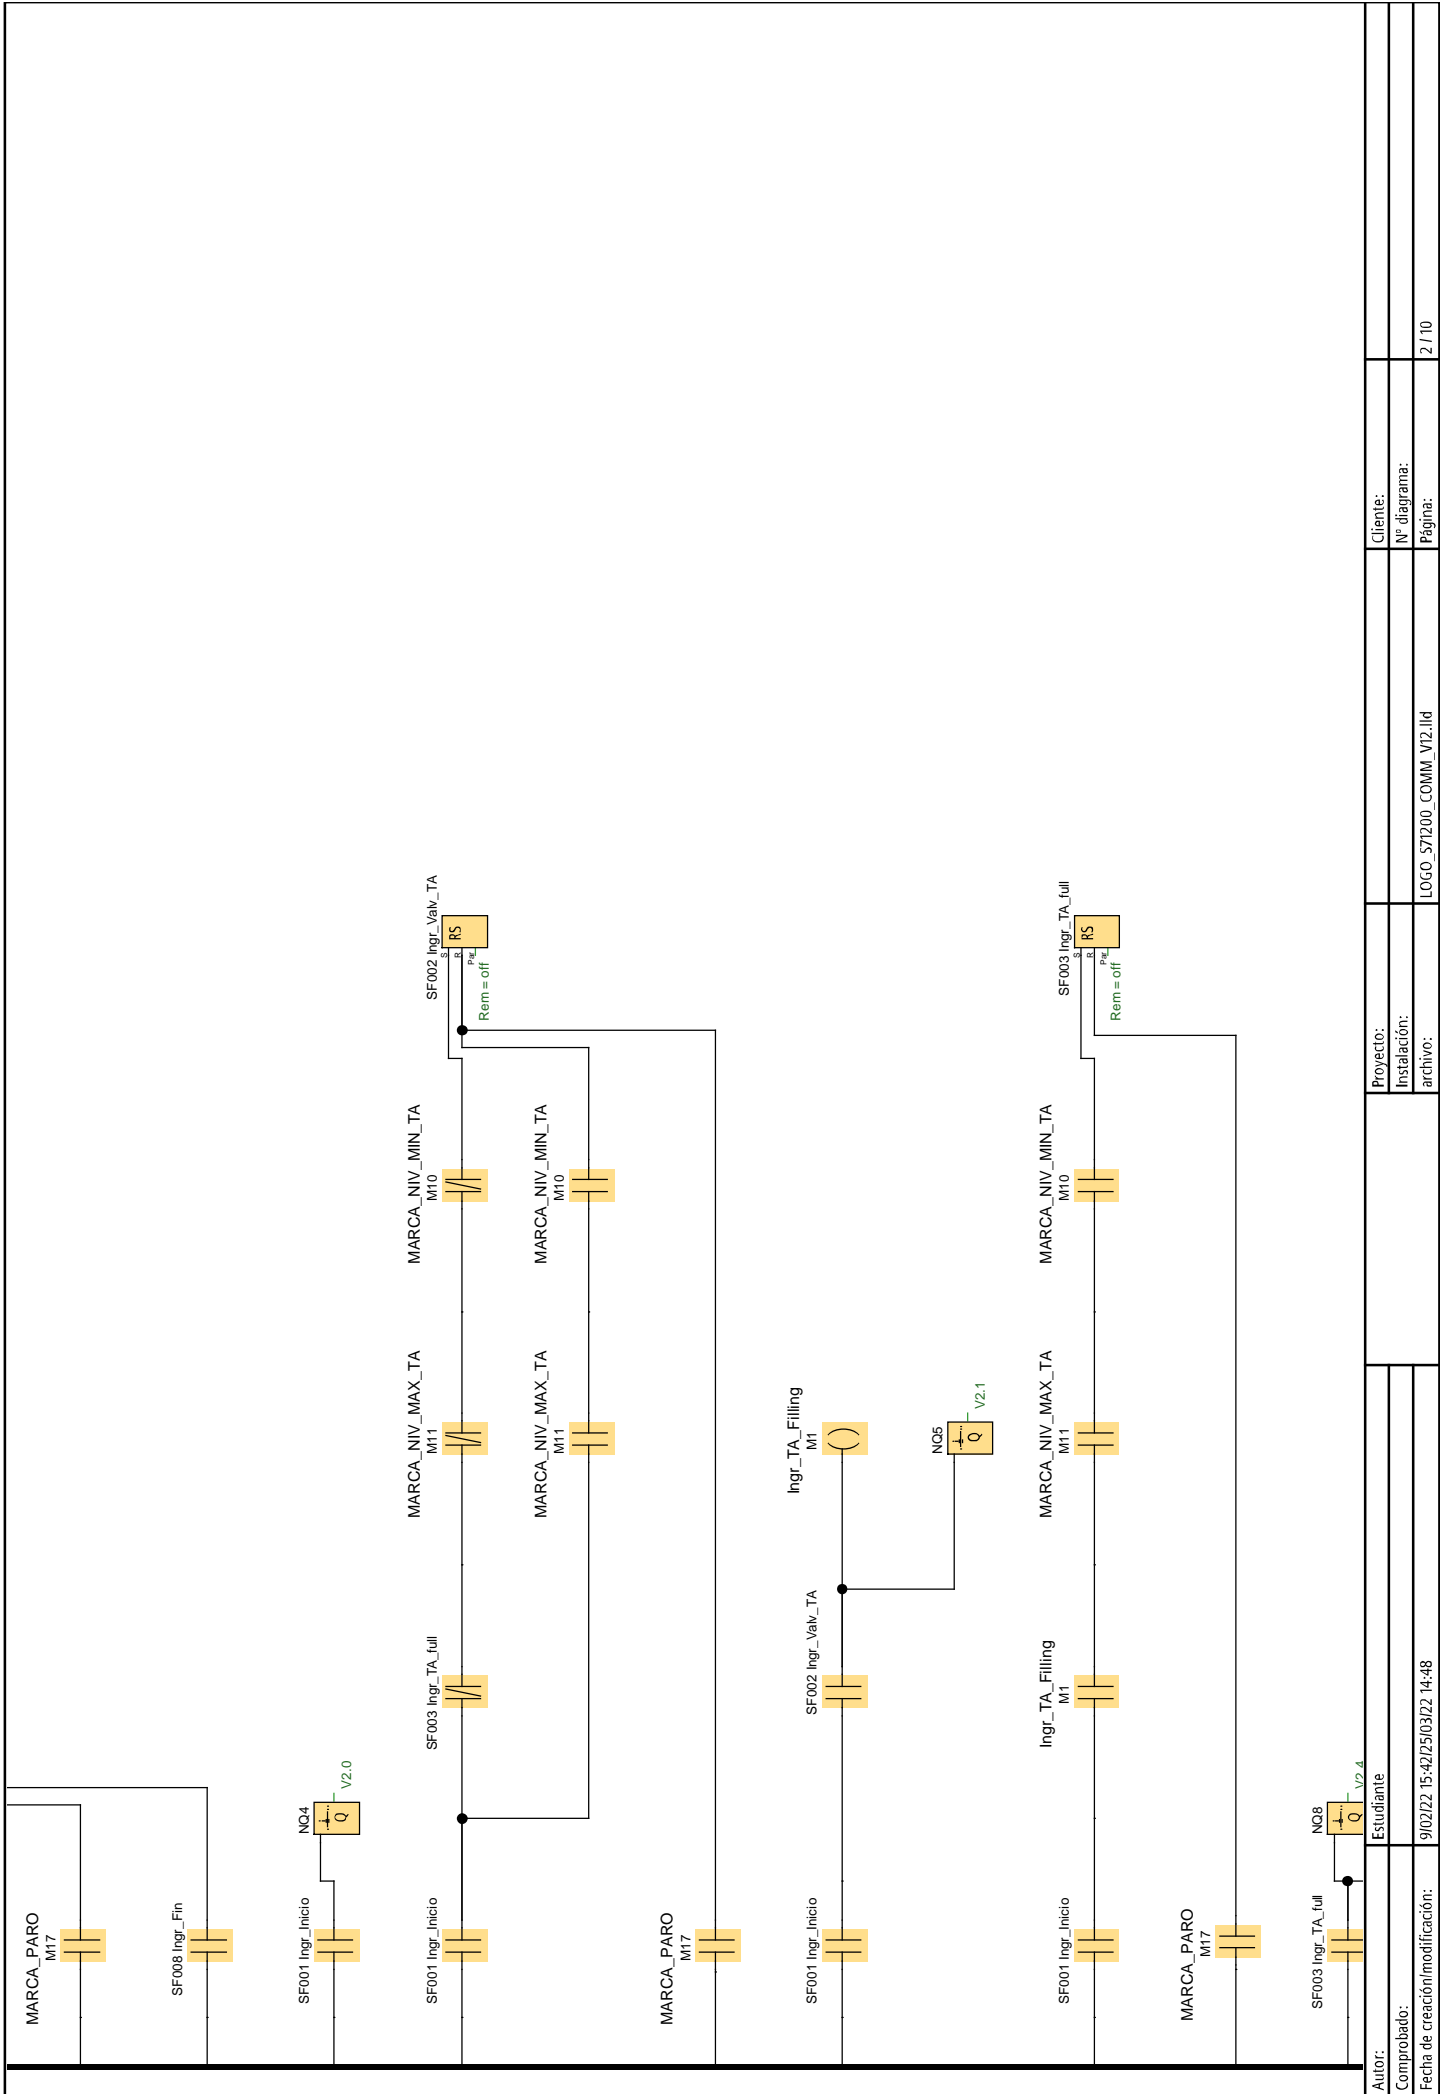 MARCA_PARO
M17
SF008 Ingr_Fin
SF001 Ingr_Inicio
NQ4
Q
V2.0
SF001 Ingr_Inicio
SF003 Ingr_TA_full
MARCA_NIV_MAX_TA
M11
MARCA_NIV_MIN_TA
M10
SF002 Ingr_Valv_TA
S
R
Par
RS
Rem = off
MARCA_NIV_MAX_TA
M11
MARCA_NIV_MIN_TA
M10
MARCA_PARO
M17
SF001 Ingr_Inicio
SF002 Ingr_Valv_TA
Ingr_TA_Filling
M1
NQ5
Q
V2.1
SF001 Ingr_Inicio
Ingr_TA_Filling
M1
MARCA_NIV_MAX_TA
M11
MARCA_NIV_MIN_TA
M10
SF003 Ingr_TA_full
S
R
Par
RS
Rem = off
MARCA_PARO
M17
SF003 Ingr_TA_full
NQ8
Q
V2.4
Autor:
Estudiante
Proyecto:
Cliente:
Comprobado:
Instalación:
Nº diagrama:
Fecha de creación/modificación:
9/02/22 15:42/25/03/22 14:48
archivo:
LOGO_S71200_COMM_V12.lld
Página:
2 / 10